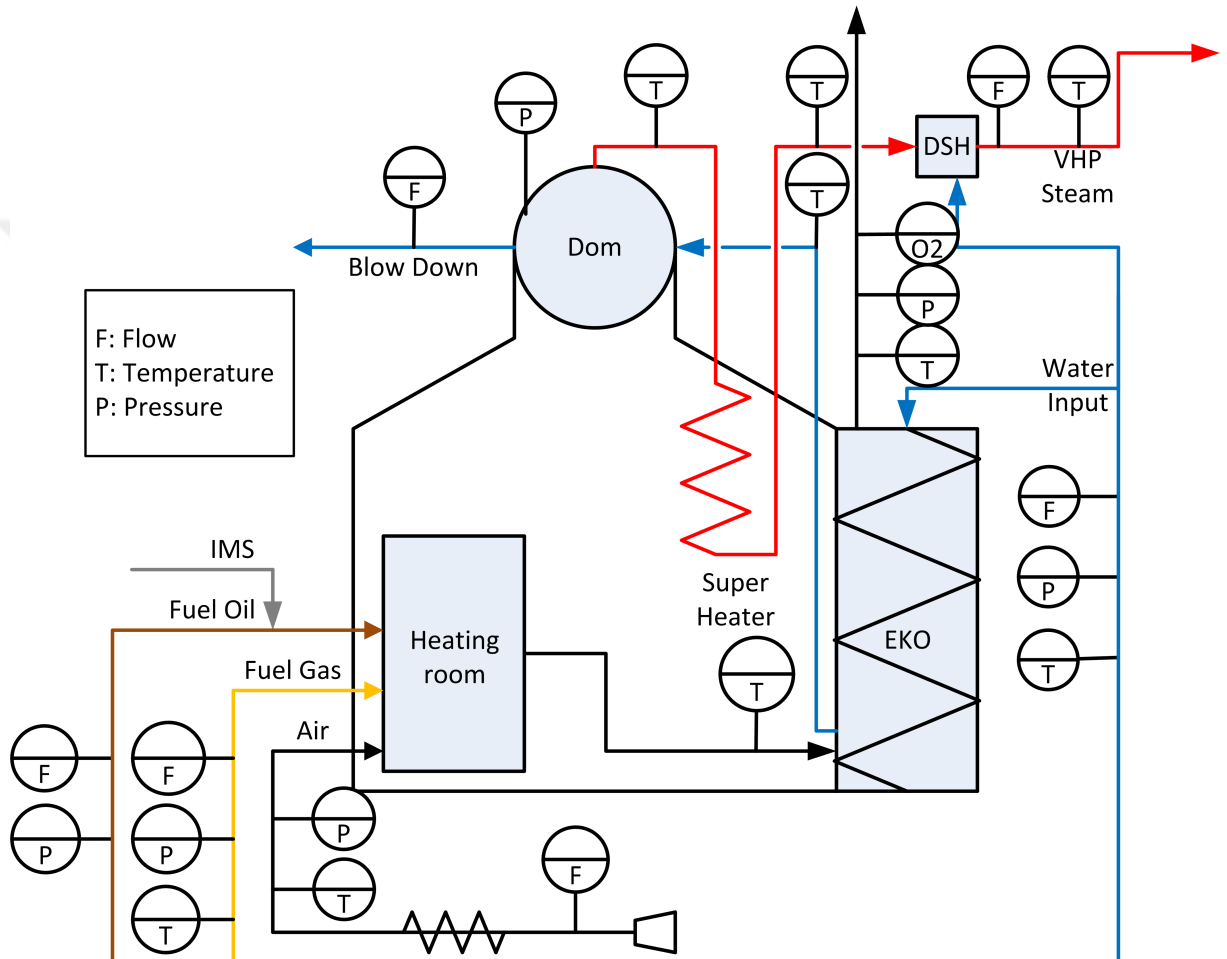 T
T
F
T
P
DSH
VHP
Steam
F
T
O2
Dom
Blow Down
P
F: Flow
T: Temperature
P: Pressure
T
Water
Input
F
IMS
P
Super
Heater
Fuel Oil
Heating
room
EKO
T
Fuel Gas
T
Air
F
F
P
P
P
F
T
T